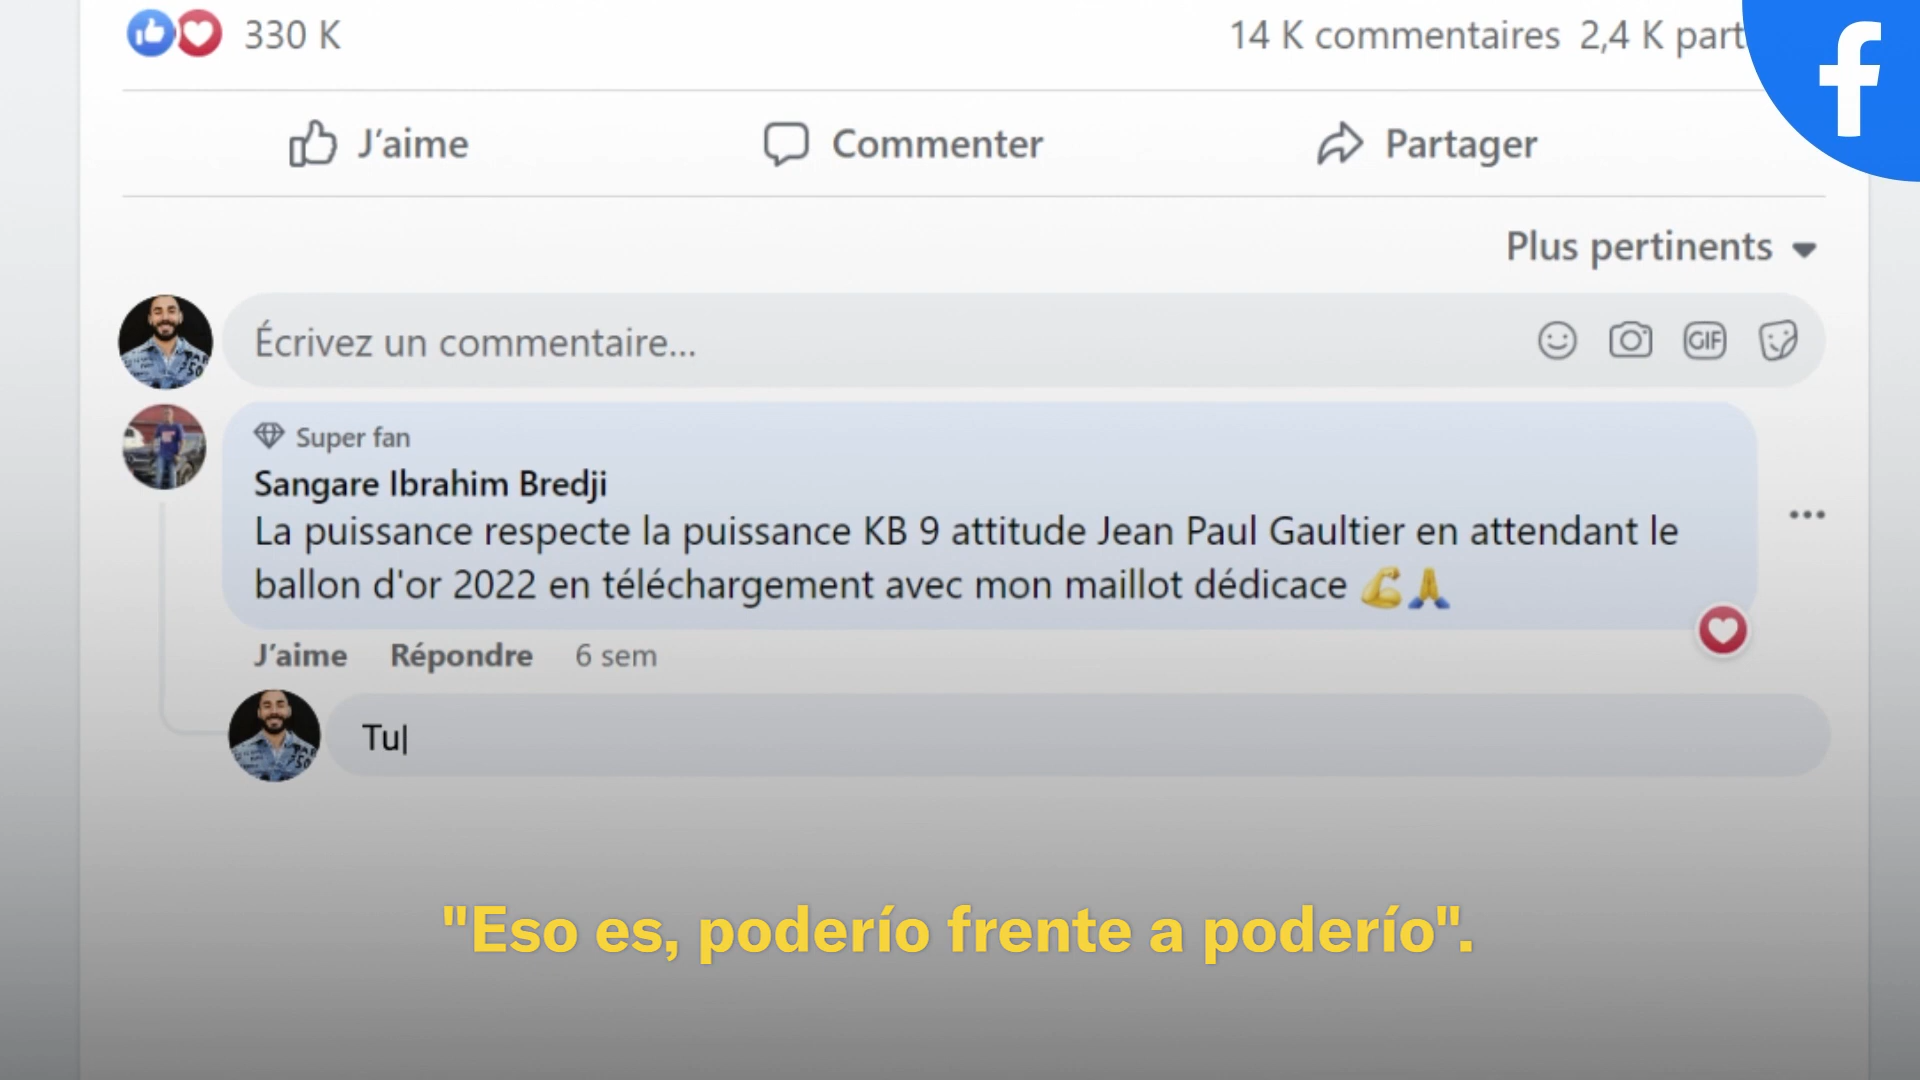 330 K
14 K commentaires 2,4 K part
J’aime
Commenter
Partager
Plus pertinents
Écrivez un commentaire...
GIF
Super fan
Sangare Ibrahim Bredji
La puissance respecte la puissance KB 9 attitude Jean Paul Gaultier en attendant le
ballon d'or 2022 en téléchargement avec mon maillot dédicace 💪🙏
J’aime Répondre 6 sem
Tu
"Eso es, poderío frente a poderío".